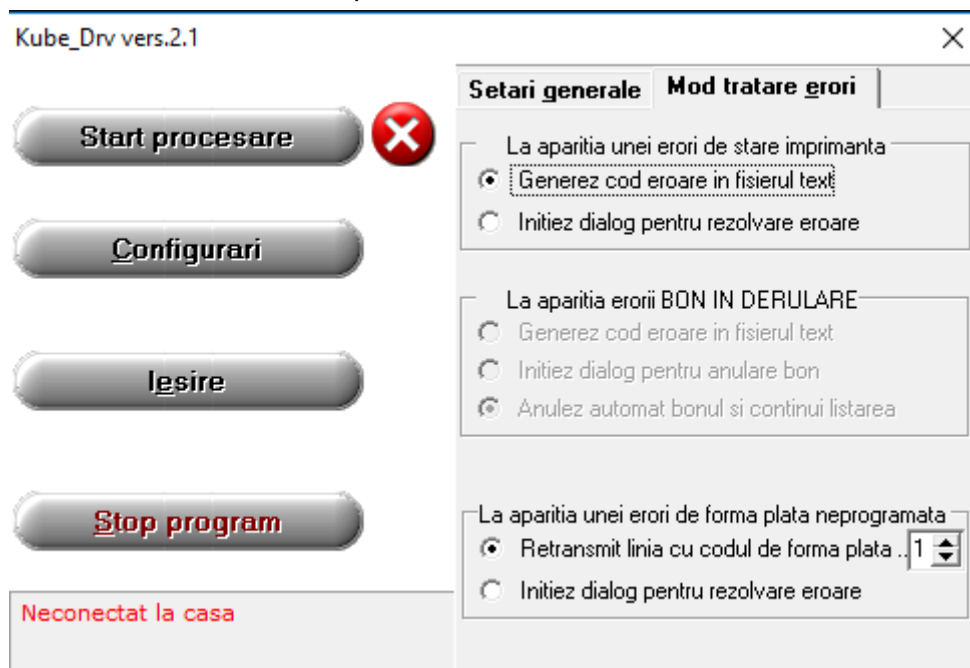 Kube_Drv vers.2.1
Start procesare
Configurari
Iesire
Stop program
Neconectat la casa
Setari generale
Mod tratare erori
La aparitia unei erori de stare imprimanta
Generez cod eroare in fisierul text
Initiez dialog pentru rezolvare eroare
La aparitia erorii BON IN DERULARE
Generez cod eroare in fisierul text
Initiez dialog pentru anulare bon
Anulez automat bonul si continui listarea
La aparitia unei erori de forma plata neprogramata
Retransmit linia cu codul de forma plata .. 1
Initiez dialog pentru rezolvare eroare